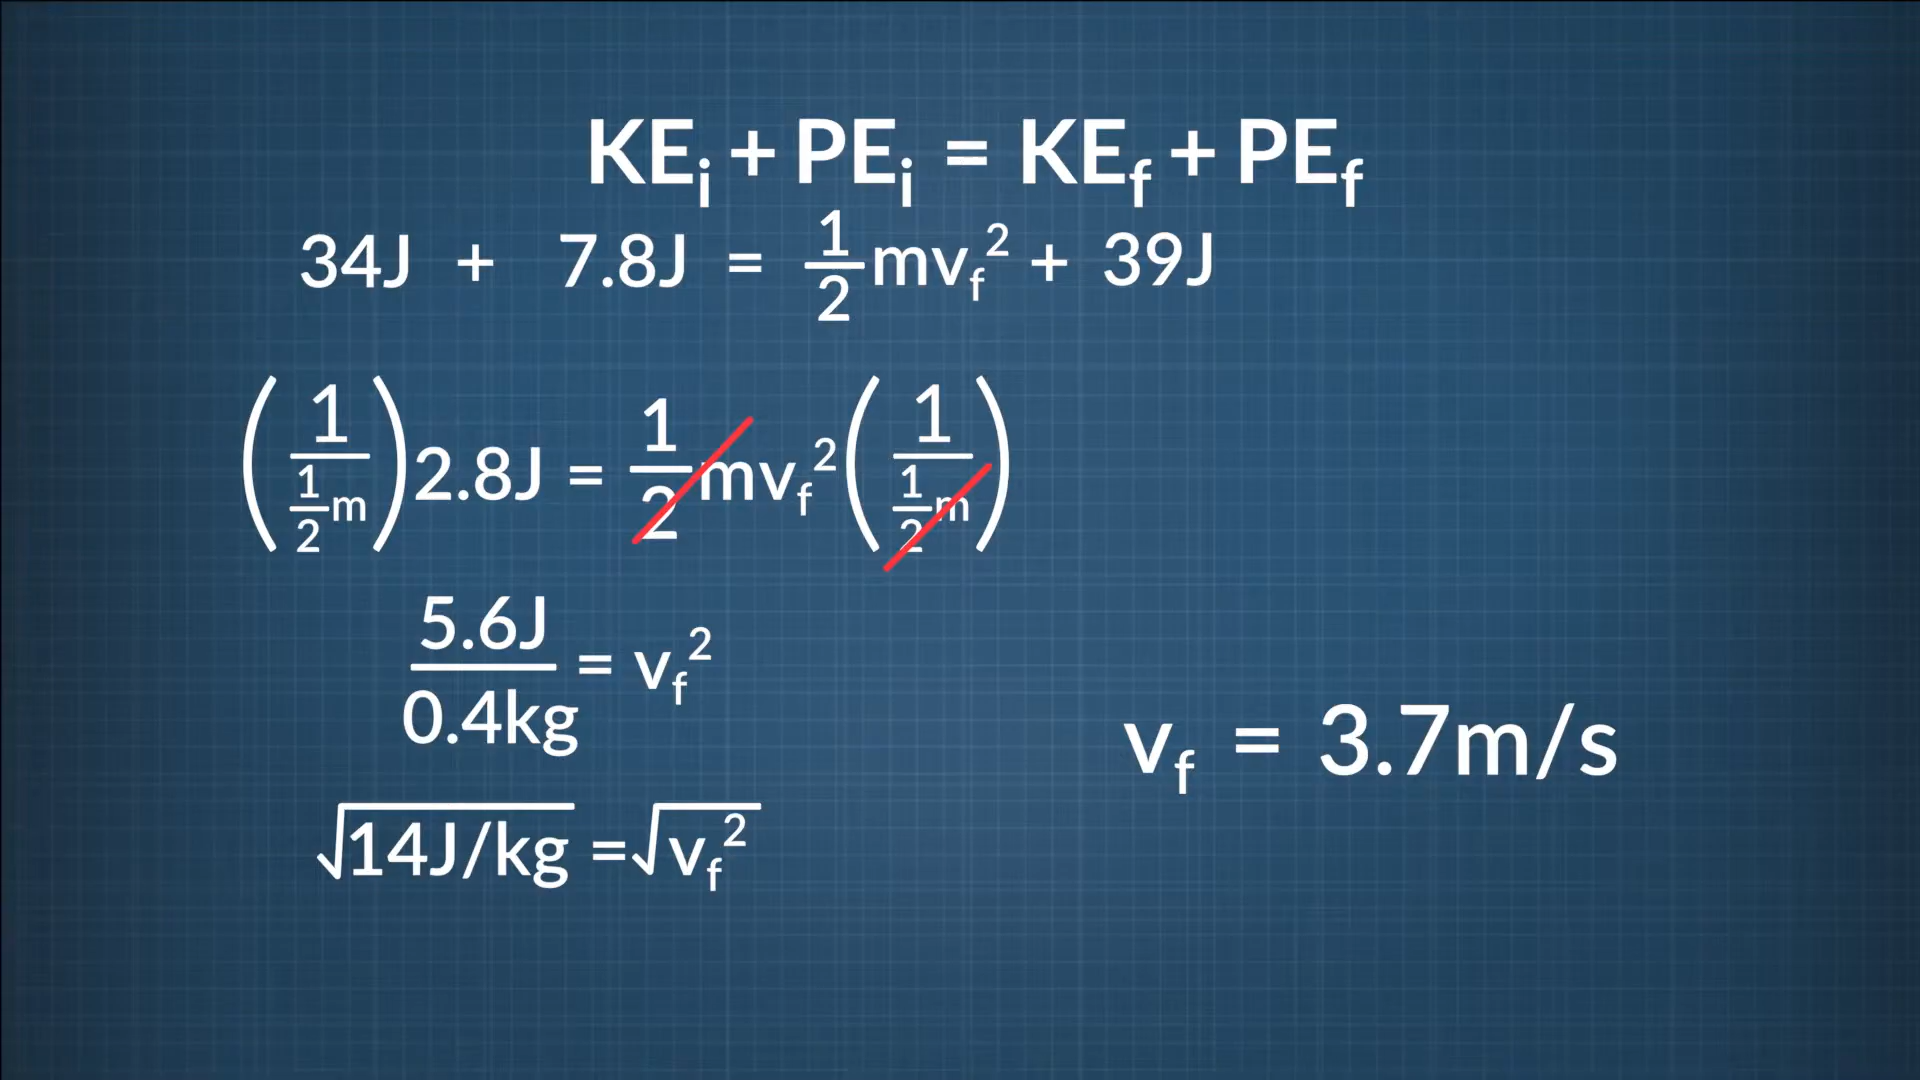 KEi + PEi = KEf + PEf
34J + 7.8J = 1/2 mvf² + 39J
(1/(1/2 m)) 2.8J = 1/2 mvf² (1/(1/2 m))
5.6J/0.4kg = vf²
√14J/kg = √vf²
vf = 3.7m/s